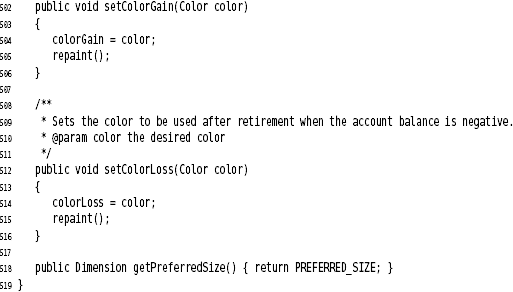 502 public void setColorGain(Color color)
503 {
504 colorGain = color;
505 repaint();
506 }
507
508 /**
509 * Sets the color to be used after retirement when the account balance is negative.
510 * @param color the desired color
511 */
512 public void setColorLoss(Color color)
513 {
514 colorLoss = color;
515 repaint();
516 }
517
518 public Dimension getPreferredSize() { return PREFERRED_SIZE; }
519 }